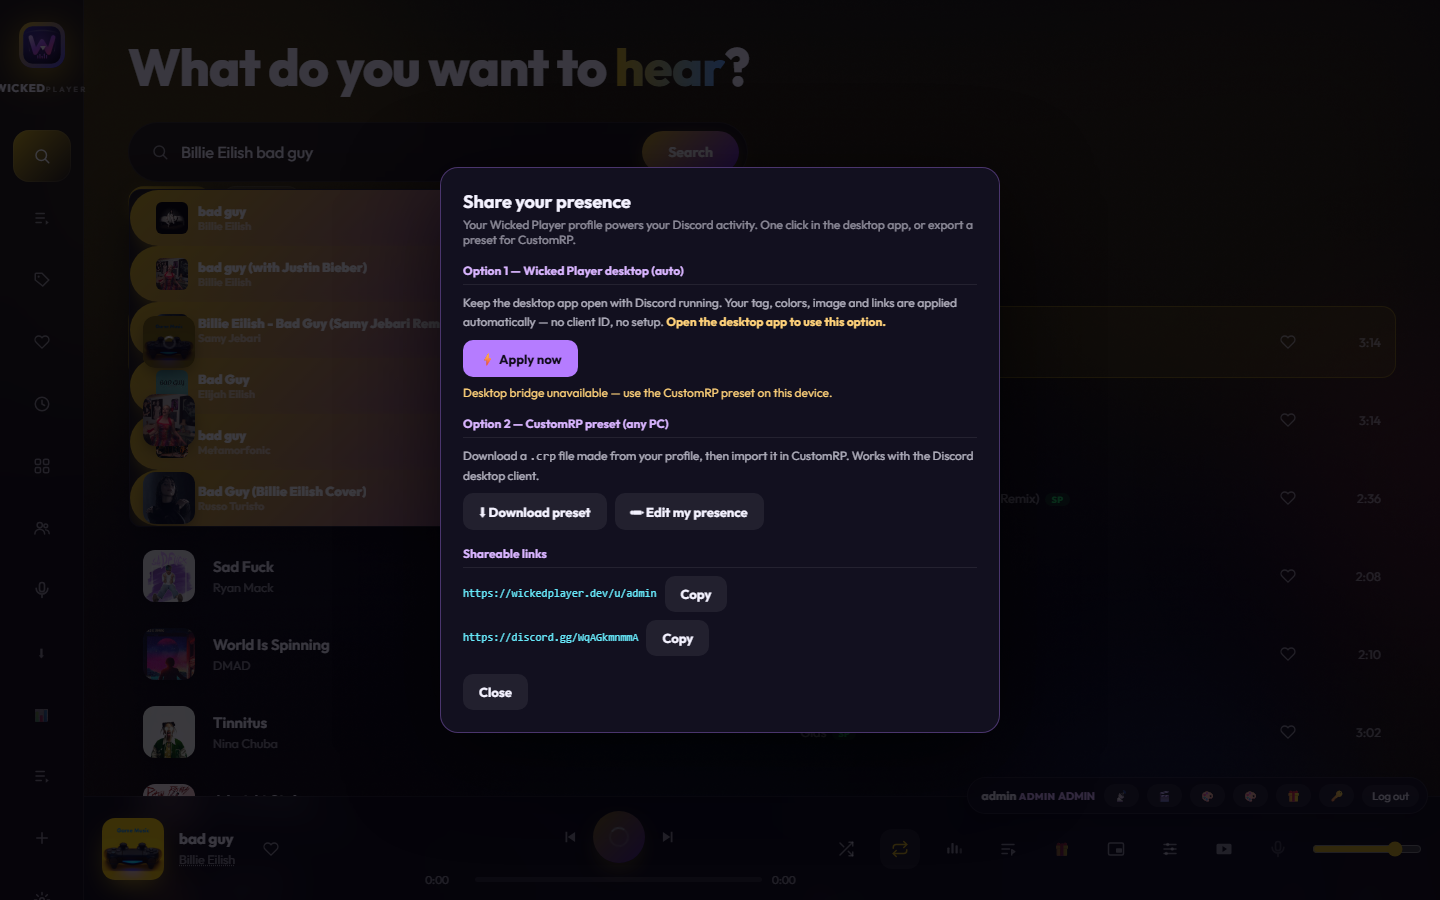 What do you want to hear?
WICKEDPLAYER
Billie Eilish bad guy
Search
bad guy
Billie Eilish
bad guy (with Justin Bieber)
Billie Eilish
Billie Eilish - Bad Guy (Samy Jebari Rem
Samy Jebari
Bad Guy
Elijah Eilish
bad guy
Metamorfonic
Bad Guy (Billie Eilish Cover)
Russo Turisto
Sad Fuck
Ryan Mack
World Is Spinning
DMAD
Tinnitus
Nina Chuba
Share your presence
Your Wicked Player profile powers your Discord activity. One click in the desktop app, or export a
preset for CustomRP.
Option 1 — Wicked Player desktop (auto)
Keep the desktop app open with Discord running. Your tag, colors, image and links are applied
automatically — no client ID, no setup. Open the desktop app to use this option.
Apply now
Desktop bridge unavailable — use the CustomRP preset on this device.
Option 2 — CustomRP preset (any PC)
Download a .crp file made from your profile, then import it in CustomRP. Works with the Discord
desktop client.
Download preset
Edit my presence
Shareable links
https://wickedplayer.dev/u/admin
Copy
https://discord.gg/WqAGkmnmmA
Copy
Close
3:14
3:14
Remix) SP
2:36
2:08
2:10
3:02
admin ADMIN ADMIN
Log out
bad guy
Billie Eilish
0:00
0:00